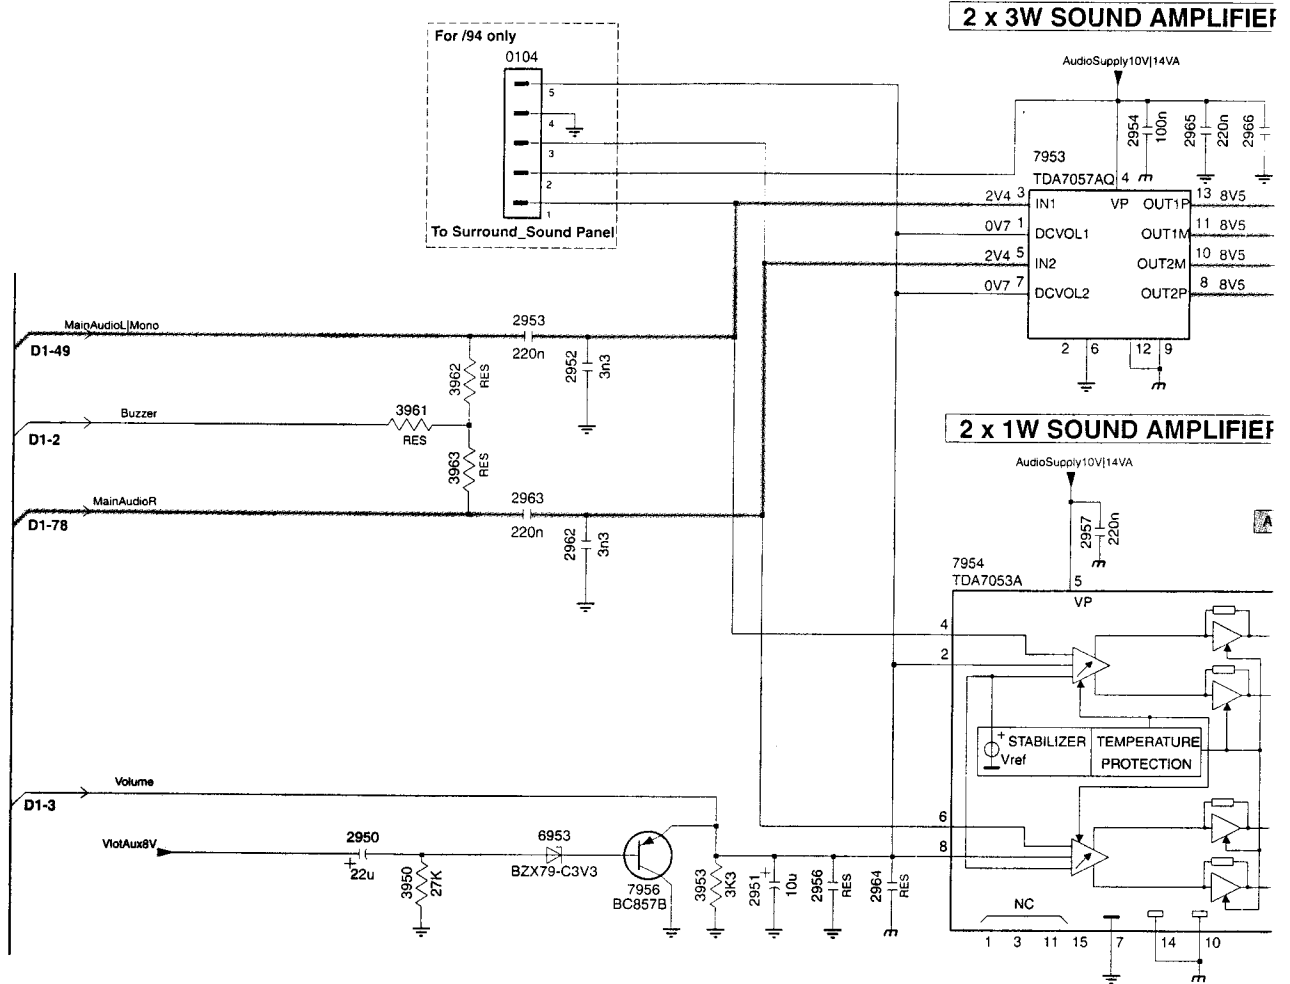 2 x 3W SOUND AMPLIFIER
For /94 only
0104
5
4
3
2
1
To Surround_Sound Panel
AudioSupply10V|14VA
2954
100n
2965
220n
2966
7953
TDA7057AQ
4
2V4 3 IN1
VP
OUT1P 13 8V5
0V7 1 DCVOL1
OUT1M 11 8V5
2V4 5 IN2
OUT2M 10 8V5
0V7 7 DCVOL2
OUT2P 8 8V5
2 6 12 9
MainAudioL|Mono
D1-49
2953
220n
2952
3n3
3962
RES
Buzzer
D1-2
3961
RES
3963
RES
MainAudioR
D1-78
2963
220n
2962
3n3
2 x 1W SOUND AMPLIFIER
AudioSupply10V|14VA
2957
220n
A
7954
TDA7053A
5
VP
4
2
+
STABILIZER
Vref
TEMPERATURE
PROTECTION
6
8
NC
1 3 11 15 7 14 10
Volume
D1-3
VlotAux8V
2950
+
22u
3950
27K
6953
BZX79-C3V3
7956
BC857B
3953
3K3
2951
+
10u
2956
RES
2964
RES